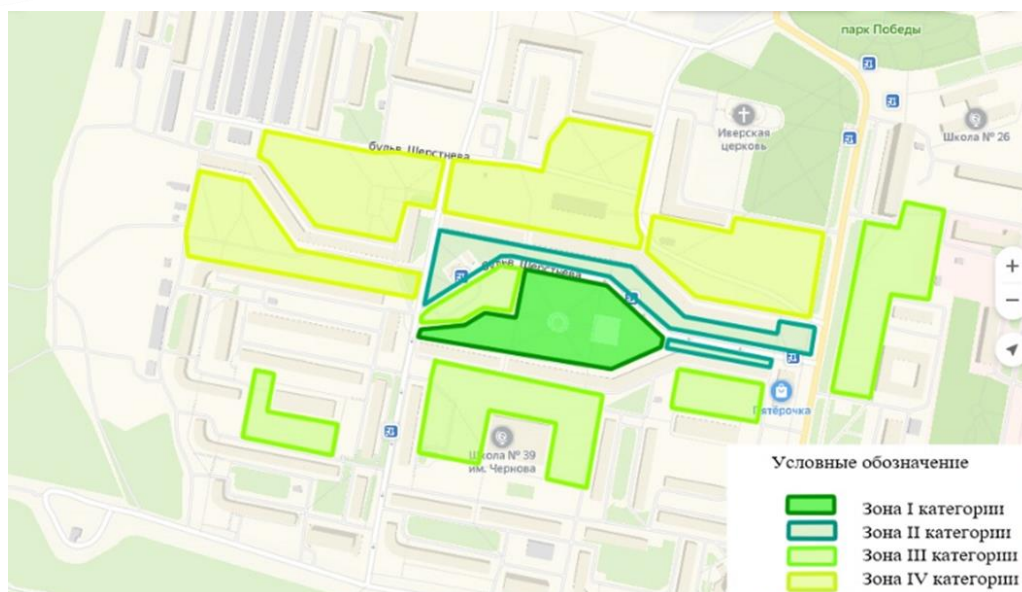 парк Победы
Иверская
церковь
Школа № 26
бульв. Шерстнева
бульв. Шерстнева
Пятёрочка
Школа № 39
им. Чернова
Условные обозначение
Зона I категории
Зона II категории
Зона III категории
Зона IV категории